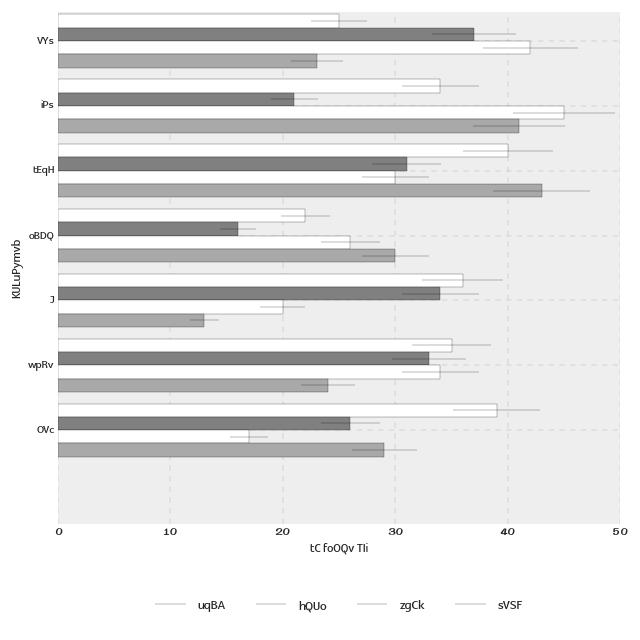 KULuPymvb
VYs
iPs
tEqH
oBDQ
J
wpRv
OVc
0 10 20 30 40 50
tC foOQv Tli
uqBA hQUo zgCk sVSF